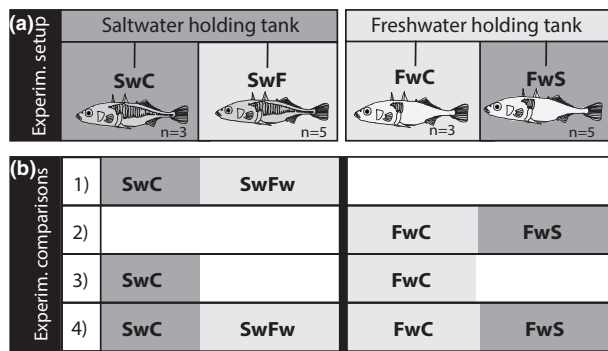 (a)
Experim. setup
Saltwater holding tank
Freshwater holding tank
SwC
SwF
FwC
FwS
n=3
n=5
n=3
n=5
(b)
Experim. comparisons
1) SwC SwFw
2) FwC FwS
3) SwC FwC
4) SwC SwFw FwC FwS